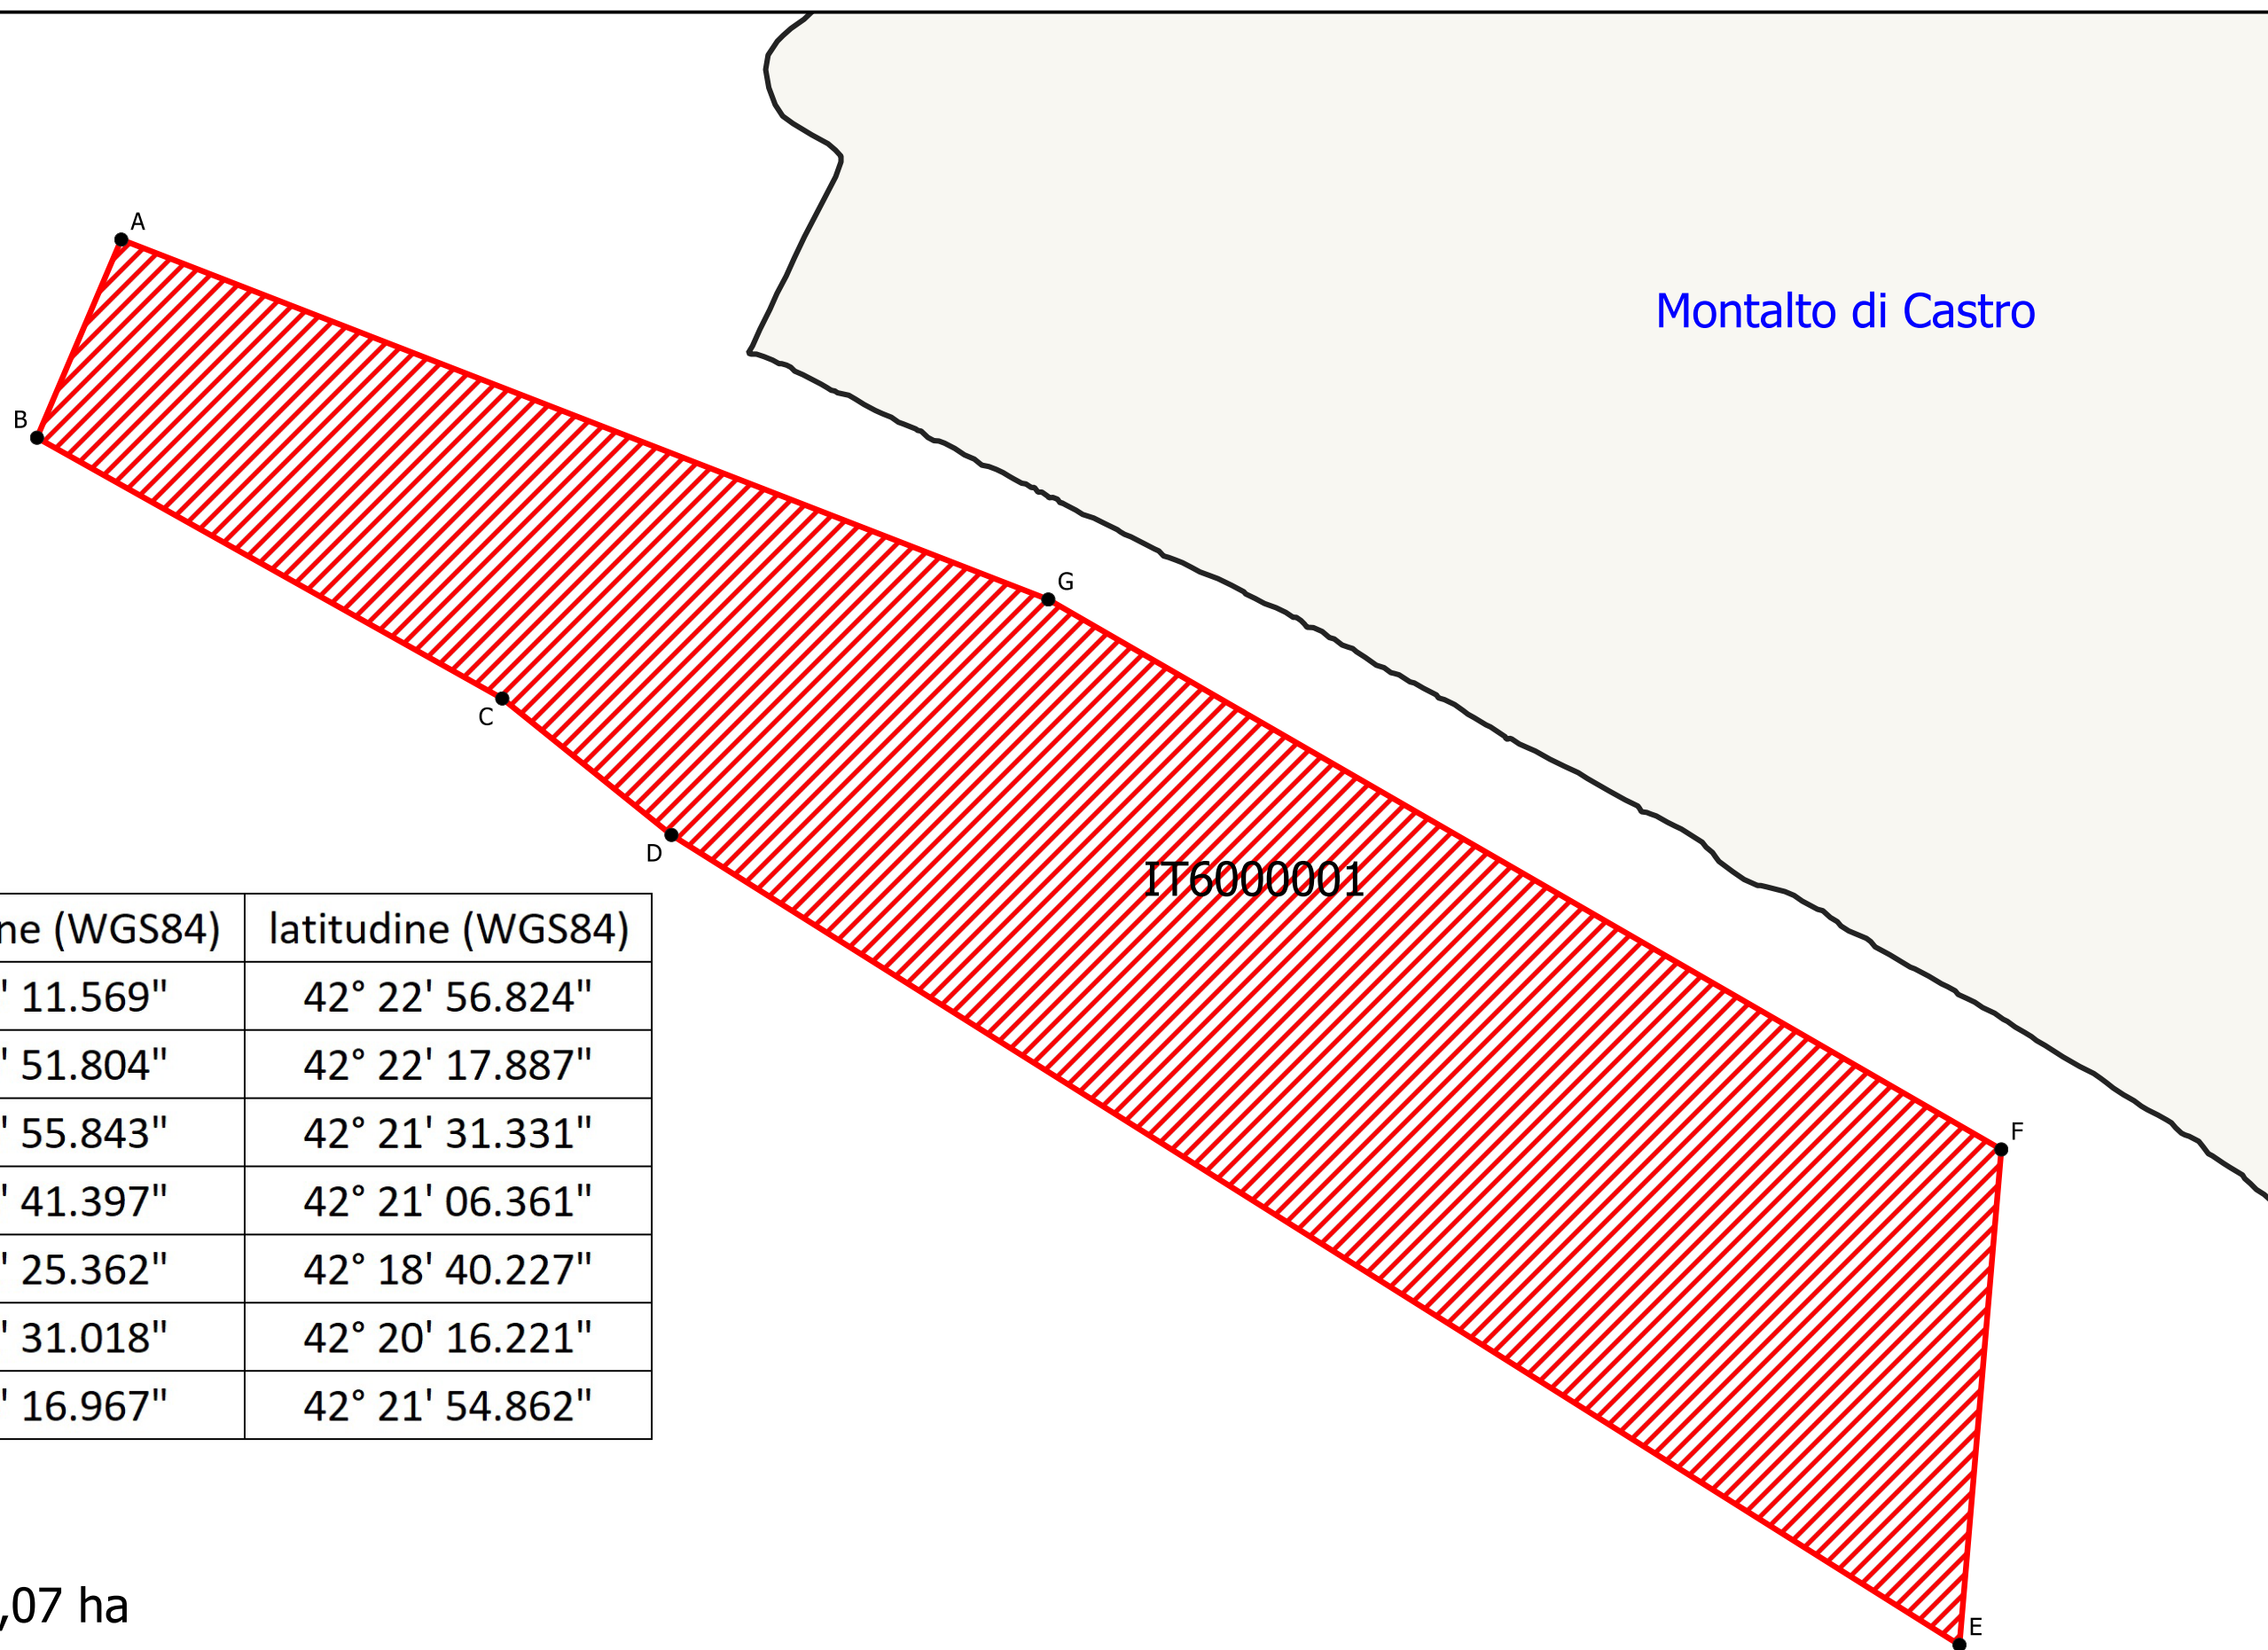 A
Montalto di Castro
B
G
C
D
IT6000001
(WGS84) latitudine (WGS84)
' 11.569" 42° 22' 56.824"
' 51.804" 42° 22' 17.887"
' 55.843" 42° 21' 31.331"
' 41.397" 42° 21' 06.361"
' 25.362" 42° 18' 40.227"
' 31.018" 42° 20' 16.221"
' 16.967" 42° 21' 54.862"
F
,07 ha
E